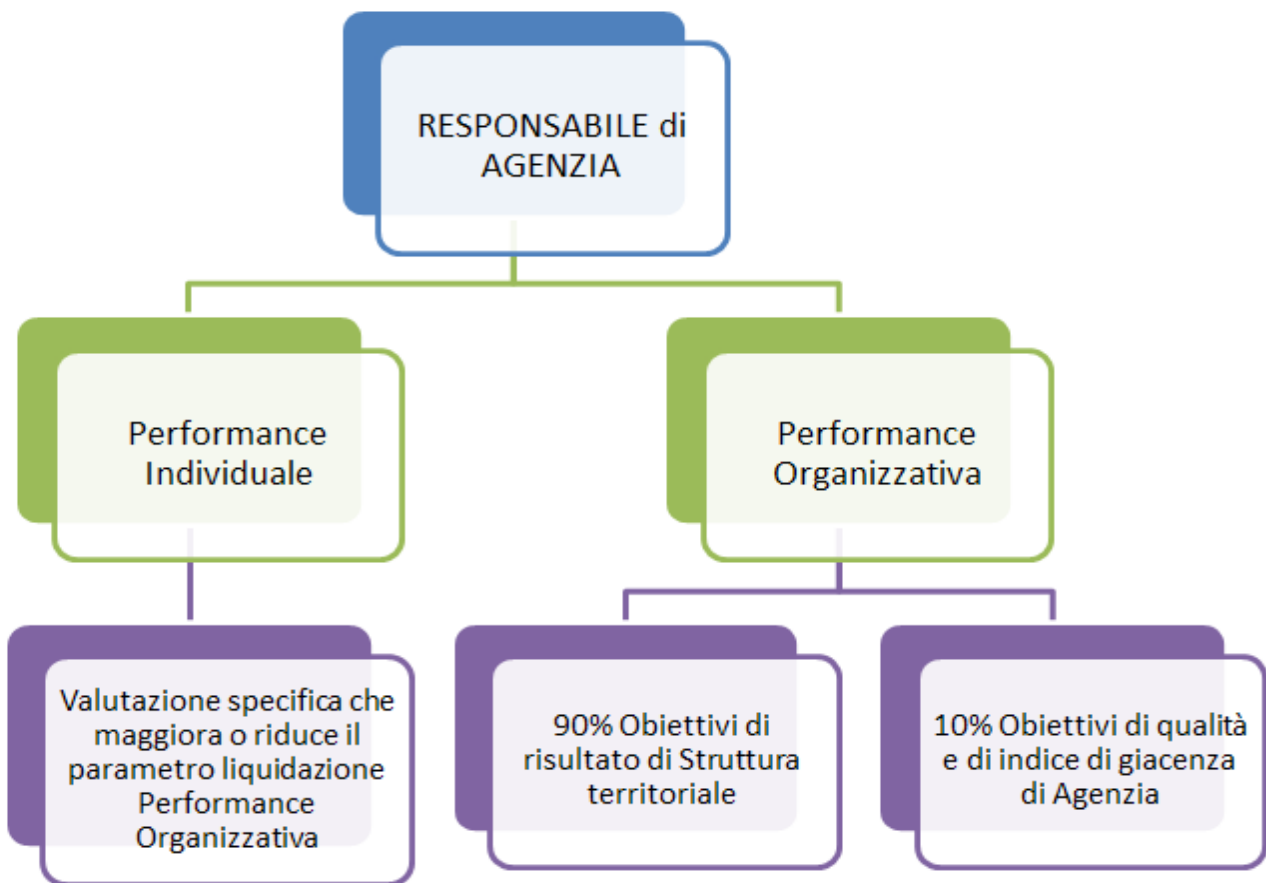 RESPONSABILE di
AGENZIA
Performance
Individuale
Performance
Organizzativa
Valutazione specifica che
maggiora o riduce il
parametro liquidazione
Performance
Organizzativa
90% Obiettivi di
risultato di Struttura
territoriale
10% Obiettivi di qualità
e di indice di giacenza
di Agenzia